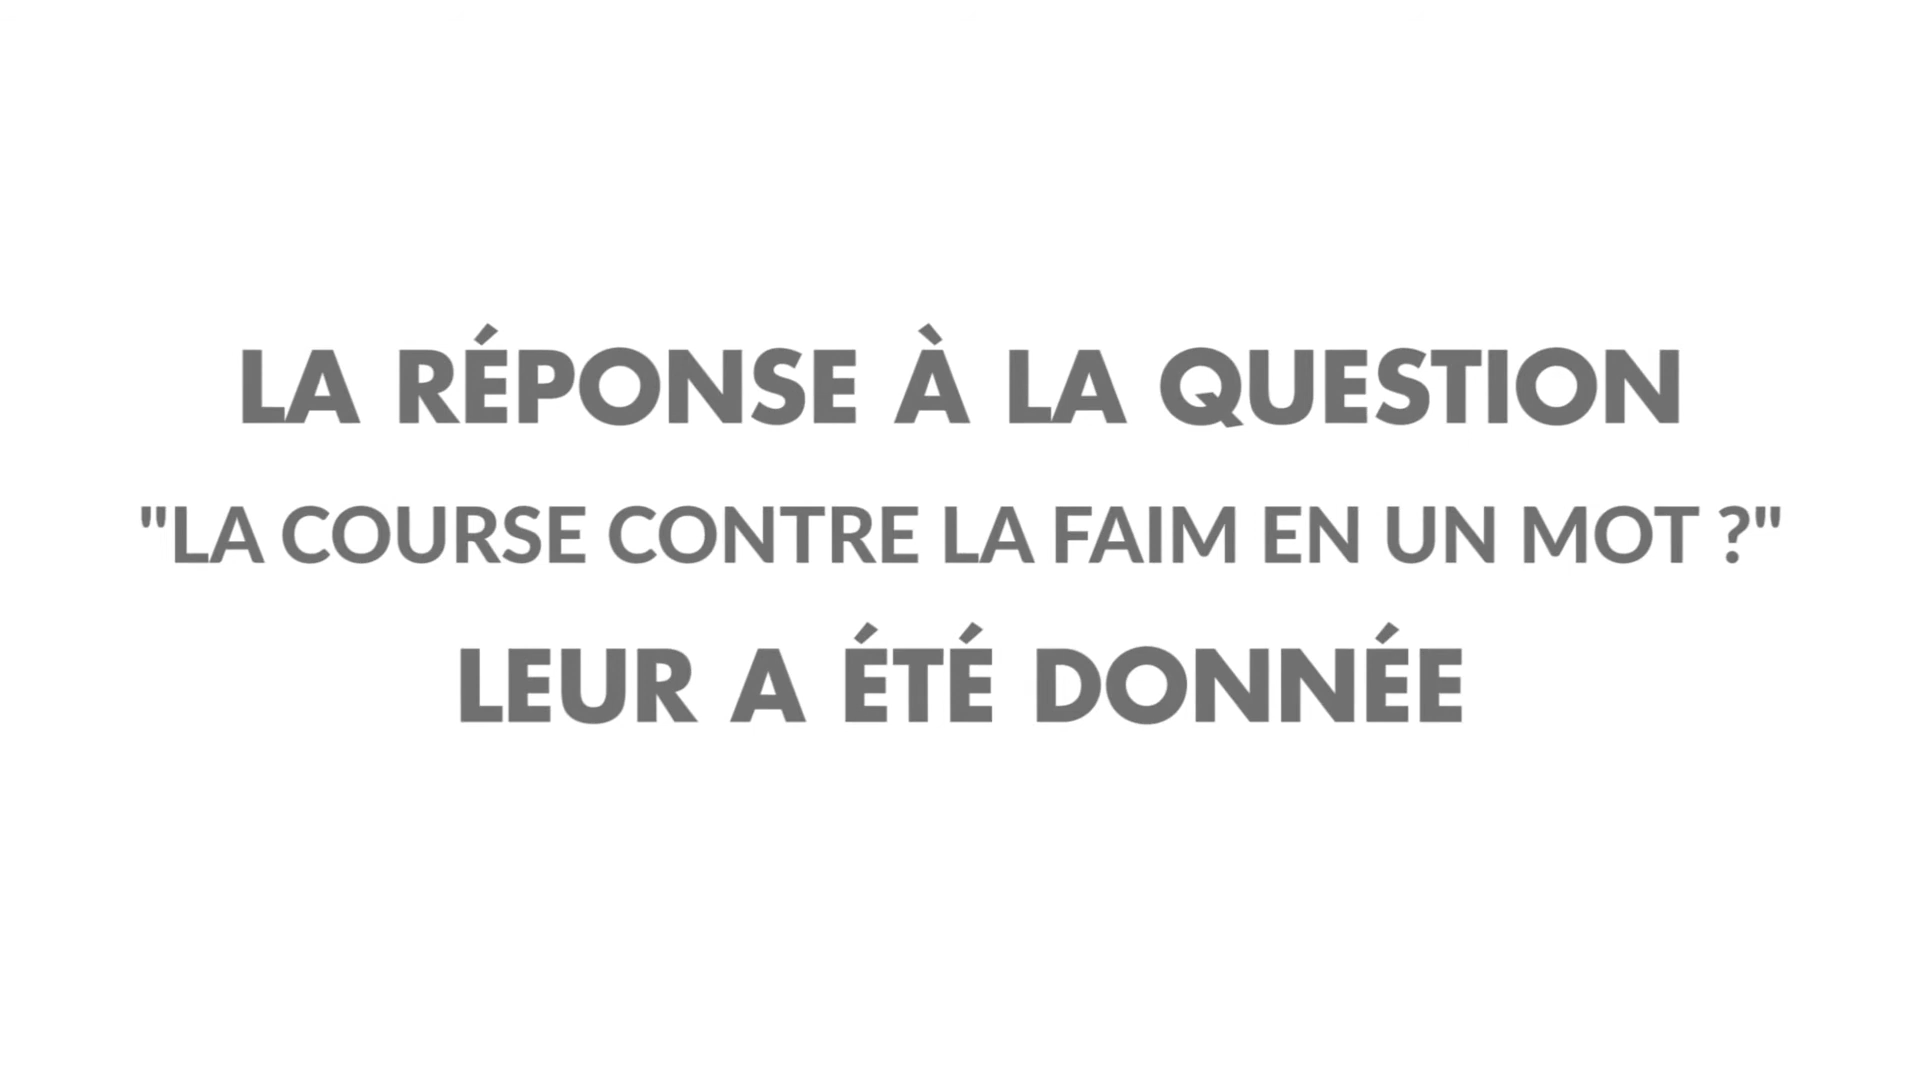 LA RÉPONSE À LA QUESTION
"LA COURSE CONTRE LA FAIM EN UN MOT ?"
LEUR A ÉTÉ DONNÉE